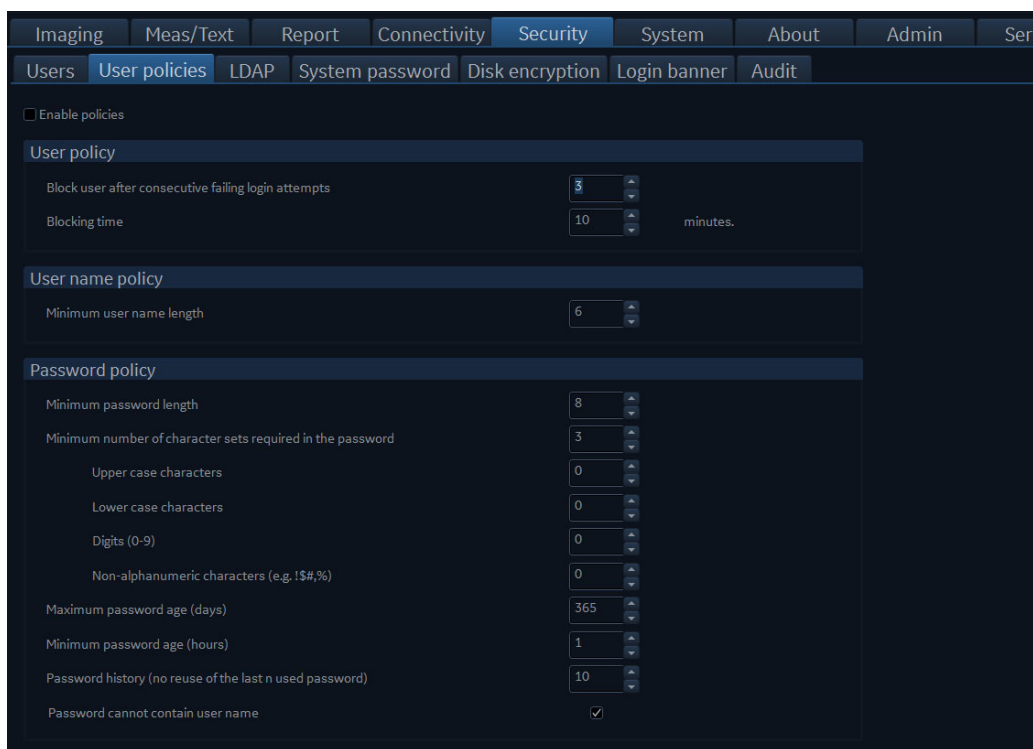 Imaging Meas/Text Report Connectivity Security System About Admin Ser
Users User policies LDAP System password Disk encryption Login banner Audit
Enable policies
User policy
Block user after consecutive failing login attempts 3
Blocking time 10 minutes.
User name policy
Minimum user name length 6
Password policy
Minimum password length 8
Minimum number of character sets required in the password 3
Upper case characters 0
Lower case characters 0
Digits (0-9) 0
Non-alphanumeric characters (e.g. !$#,%) 0
Maximum password age (days) 365
Minimum password age (hours) 1
Password history (no reuse of the last n used password) 10
Password cannot contain user name